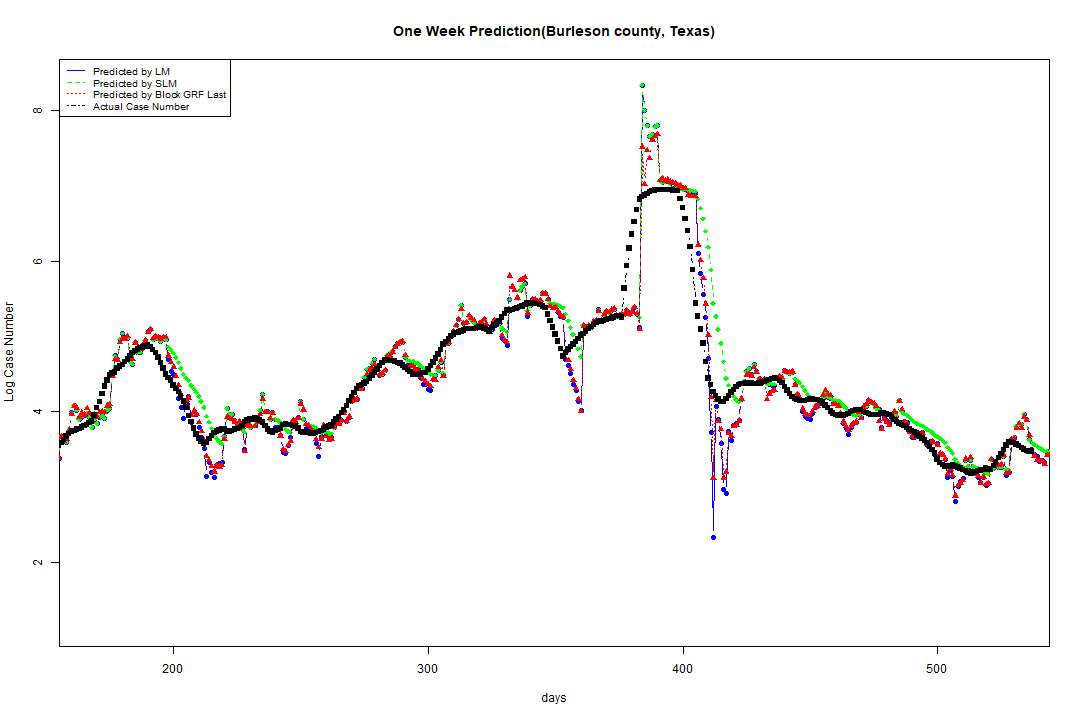 One Week Prediction(Burleson county, Texas)
Predicted by LM
Predicted by SLM
Predicted by Block GRF Last
Actual Case Number
8
6
4
2
Log Case Number
200
300
400
500
days